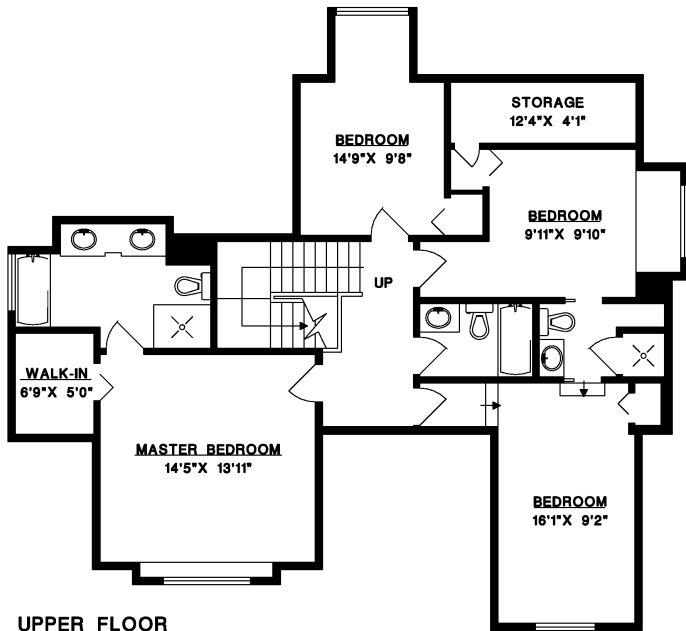 STORAGE
12'4"X 4'1"
BEDROOM
14'9"X 9'8"
BEDROOM
9'11"X 9'10"
UP
WALK-IN
6'9"X 5'0"
MASTER BEDROOM
14'5"X 13'11"
BEDROOM
16'1"X 9'2"
UPPER FLOOR